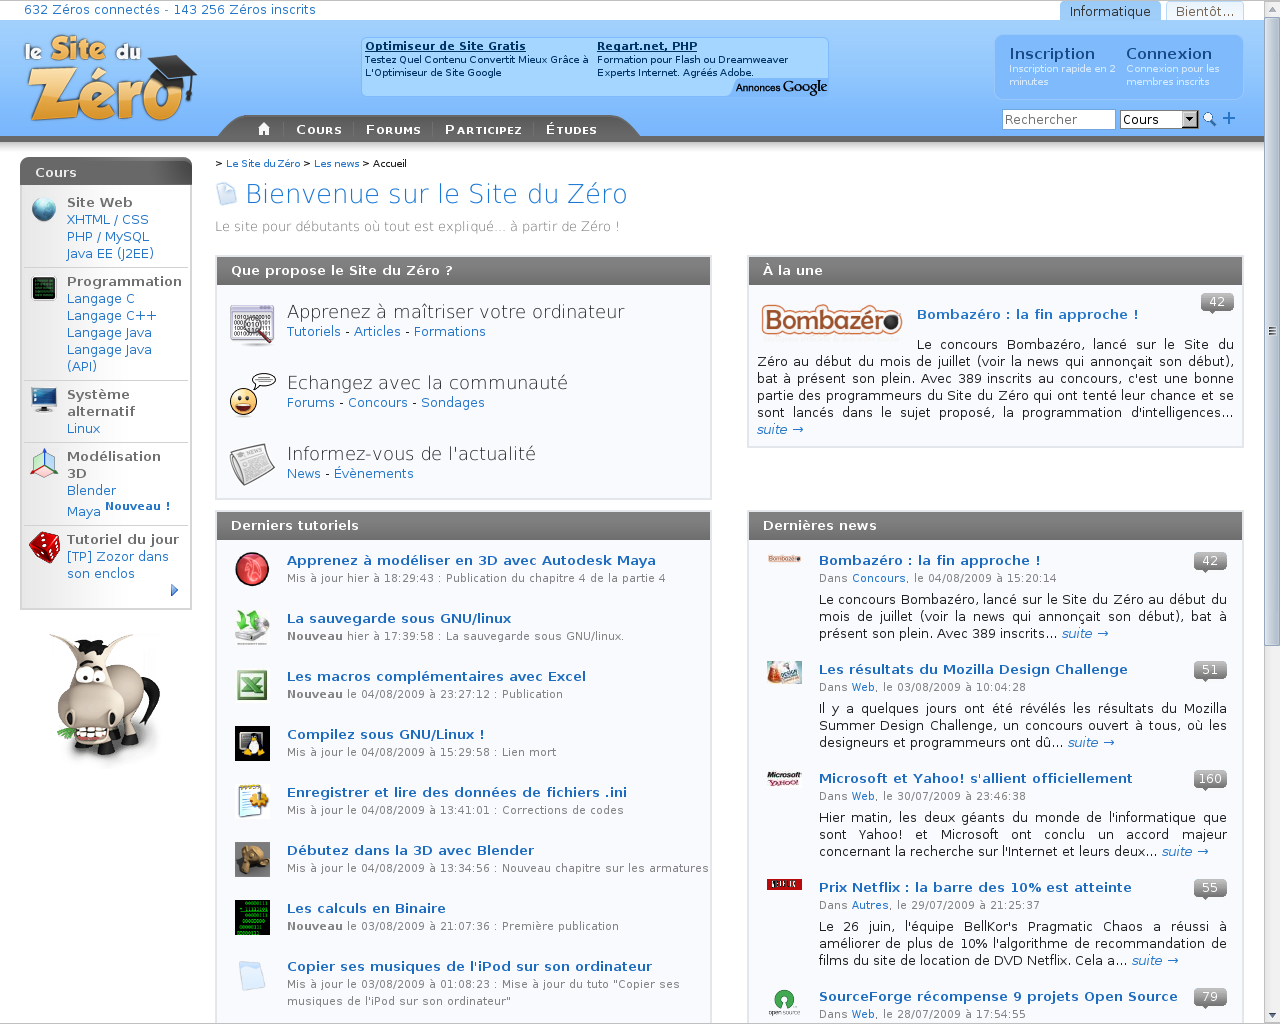 632 Zéros connectés - 143 256 Zéros inscrits
Informatique
Bientôt...
le Site du Zéro
Optimiseur de Site Gratis
Testez Quel Contenu Convertit Mieux Grâce à
L'Optimiseur de Site Google
Regart.net, PHP
Formation pour Flash ou Dreamweaver
Experts Internet. Agréés Adobe.
Annonces Google
Inscription
Inscription rapide en 2
minutes
Connexion
Connexion pour les
membres inscrits
Rechercher
Cours
Cours
Forums
Participez
Études
> Le Site du Zéro > Les news > Accueil
Bienvenue sur le Site du Zéro
Le site pour débutants où tout est expliqué... à partir de Zéro !
Cours
Site Web
XHTML / CSS
PHP / MySQL
Java EE (J2EE)
Programmation
Langage C
Langage C++
Langage Java
Langage Java
(API)
Système
alternatif
Linux
Modélisation
3D
Blender
Maya Nouveau !
Tutoriel du jour
[TP] Zozor dans
son enclos
Que propose le Site du Zéro ?
Apprenez à maîtriser votre ordinateur
Tutoriels - Articles - Formations
Echangez avec la communauté
Forums - Concours - Sondages
Informez-vous de l'actualité
News - Évènements
À la une
42
Bombazéro
Bombazéro : la fin approche !
Le concours Bombazéro, lancé sur le Site du
Zéro au début du mois de juillet (voir la news qui annonçait son début),
bat à présent son plein. Avec 389 inscrits au concours, c'est une bonne
partie des programmeurs du Site du Zéro qui ont tenté leur chance et se
sont lancés dans le sujet proposé, la programmation d'intelligences...
suite →
Derniers tutoriels
Apprenez à modéliser en 3D avec Autodesk Maya
Mis à jour hier à 18:29:43 : Publication du chapitre 4 de la partie 4
La sauvegarde sous GNU/linux
Nouveau hier à 17:39:58 : La sauvegarde sous GNU/linux.
Les macros complémentaires avec Excel
Nouveau le 04/08/2009 à 23:27:12 : Publication
Compilez sous GNU/Linux !
Mis à jour le 04/08/2009 à 15:29:58 : Lien mort
Enregistrer et lire des données de fichiers .ini
Mis à jour le 04/08/2009 à 13:41:01 : Corrections de codes
Débutez dans la 3D avec Blender
Mis à jour le 04/08/2009 à 13:34:56 : Nouveau chapitre sur les armatures
Les calculs en Binaire
Nouveau le 03/08/2009 à 21:07:36 : Première publication
Copier ses musiques de l'iPod sur son ordinateur
Mis à jour le 03/08/2009 à 01:08:23 : Mise à jour du tuto "Copier ses
musiques de l'iPod sur son ordinateur"
Dernières news
Bombazéro
Bombazéro : la fin approche !
42
Dans Concours, le 04/08/2009 à 15:20:14
Le concours Bombazéro, lancé sur le Site du Zéro au début du
mois de juillet (voir la news qui annonçait son début), bat à
présent son plein. Avec 389 inscrits... suite →
Les résultats du Mozilla Design Challenge
51
Dans Web, le 03/08/2009 à 10:04:28
Il y a quelques jours ont été révélés les résultats du Mozilla
Summer Design Challenge, un concours ouvert à tous, où les
designeurs et programmeurs ont dû... suite →
Microsoft
Yahoo!
Microsoft et Yahoo! s'allient officiellement
160
Dans Web, le 30/07/2009 à 23:46:38
Hier matin, les deux géants du monde de l'informatique que
sont Yahoo! et Microsoft ont conclu un accord majeur
concernant la recherche sur l'Internet et leurs deux... suite →
Prix Netflix : la barre des 10% est atteinte
55
Dans Autres, le 29/07/2009 à 21:25:37
Le 26 juin, l'équipe BellKor's Pragmatic Chaos a réussi à
améliorer de plus de 10% l'algorithme de recommandation de
films du site de location de DVD Netflix. Cela a... suite →
open source
SourceForge récompense 9 projets Open Source
79
Dans Web, le 28/07/2009 à 17:54:55